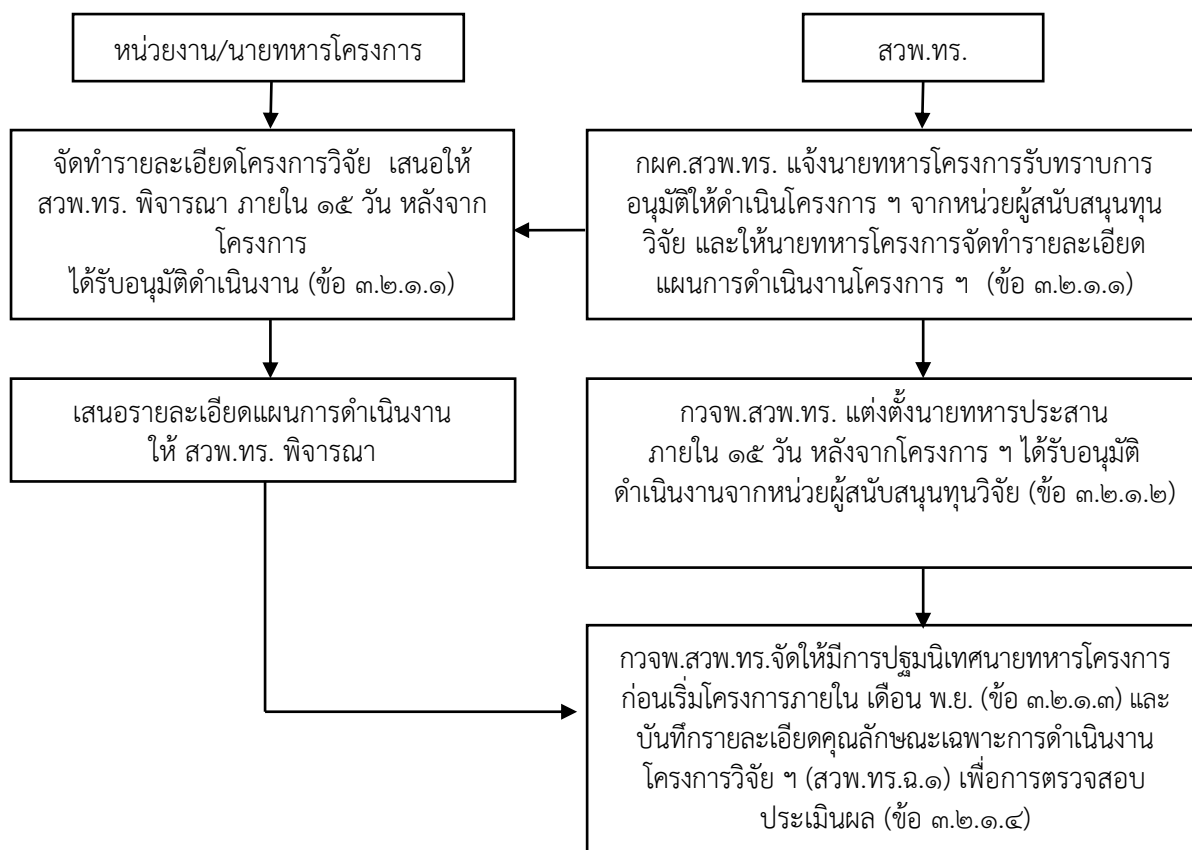 หน่วยงาน/นายทหารโครงการ
สวพ.ทร.
จัดทำรายละเอียดโครงการวิจัย เสนอให้
สวพ.ทร. พิจารณา ภายใน ๑๕ วัน หลังจาก
โครงการ
ได้รับอนุมัติดำเนินงาน (ข้อ ๓.๒.๑.๑)
กผค.สวพ.ทร. แจ้งนายทหารโครงการรับทราบการ
อนุมัติให้ดำเนินโครงการ ฯ จากหน่วยผู้สนับสนุนทุน
วิจัย และให้นายทหารโครงการจัดทำรายละเอียด
แผนการดำเนินงานโครงการ ฯ (ข้อ ๓.๒.๑.๑)
เสนอรายละเอียดแผนการดำเนินงาน
ให้ สวพ.ทร. พิจารณา
กวจพ.สวพ.ทร. แต่งตั้งนายทหารประสาน
ภายใน ๑๕ วัน หลังจากโครงการ ฯ ได้รับอนุมัติ
ดำเนินงานจากหน่วยผู้สนับสนุนทุนวิจัย (ข้อ ๓.๒.๑.๒)
กวจพ.สวพ.ทร.จัดให้มีการปฐมนิเทศนายทหารโครงการ
ก่อนเริ่มโครงการภายใน เดือน พ.ย. (ข้อ ๓.๒.๑.๓) และ
บันทึกรายละเอียดคุณลักษณะเฉพาะการดำเนินงาน
โครงการวิจัย ฯ (สวพ.ทร.ฉ.๑) เพื่อการตรวจสอบ
ประเมินผล (ข้อ ๓.๒.๑.๔)